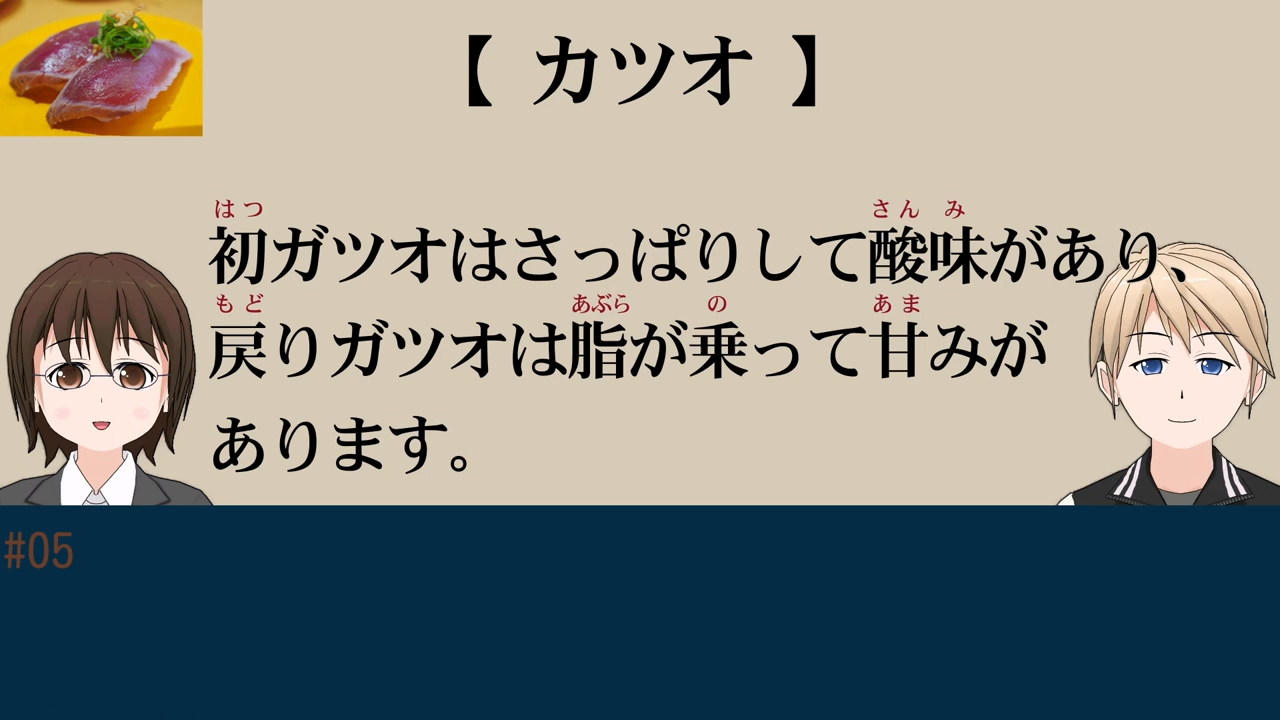 【 カツオ 】
はつ さんみ
初ガツオはさっぱりして酸味があり、
もど あぶら の あま
戻りガツオは脂が乗って甘みが
あります。
#05